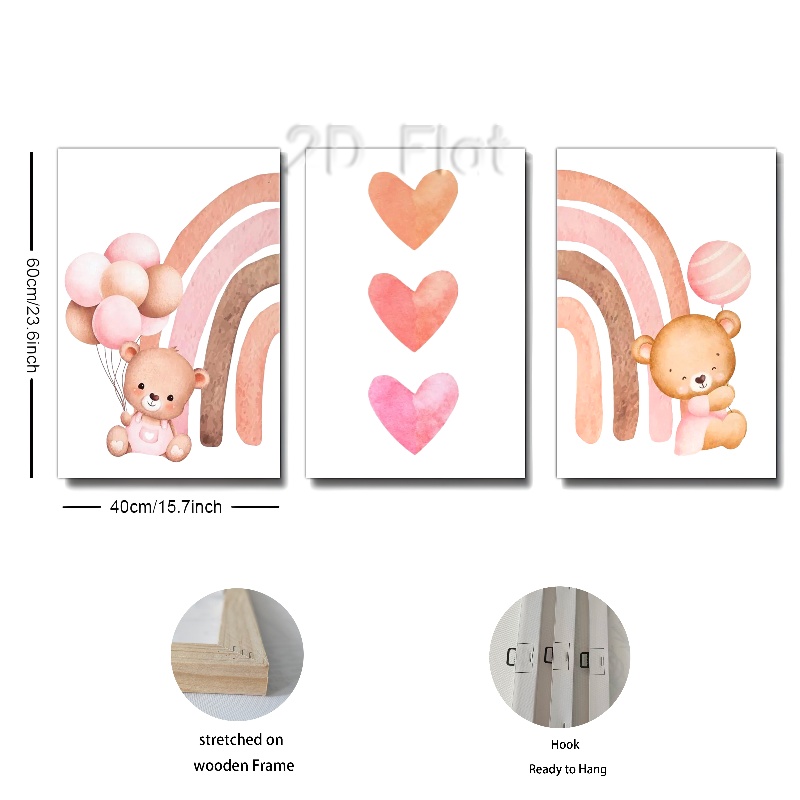 2D Flat
60cm/23.6inch
40cm/15.7inch
stretched on
wooden Frame
Hook
Ready to Hang